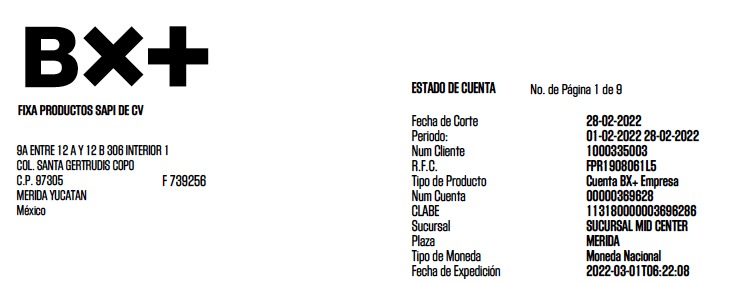 BX+
FIXA PRODUCTOS SAPI DE CV
9A ENTRE 12 A Y 12 B 306 INTERIOR 1
COL. SANTA GERTRUDIS COPO
C.P. 97305 F 739256
MERIDA YUCATAN
México
ESTADO DE CUENTA No. de Página 1 de 9
Fecha de Corte 28-02-2022
Periodo: 01-02-2022 28-02-2022
Num Cliente 1000335003
R.F.C. FPR1908061L5
Tipo de Producto Cuenta BX+ Empresa
Num Cuenta 00000369628
CLABE 113180000003696286
Sucursal SUCURSAL MID CENTER
Plaza MERIDA
Tipo de Moneda Moneda Nacional
Fecha de Expedición 2022-03-01T06:22:08